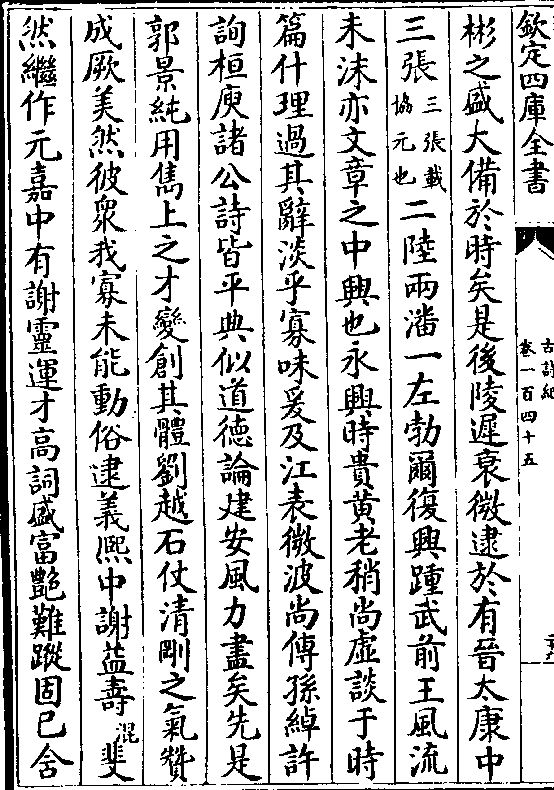 欽定四庫全書
古詩紀
卷一百四十五
彬之盛大備於時矣是後陵遲衰微逮於有晉太康中
三張三張載協元也二陸兩潘一左勃爾復興踵武前王風流
未沫亦文章之中興也永興時貴黃老稍尚虛談于時
篇什理過其辭淡乎寡味爰及江表微波尚傳孫綽許
詢桓庾諸公詩皆平典似道德論建安風力盡矣先是
郭景純用雋上之才變創其體劉越石仗清剛之氣贊
成厥美然彼衆我寡未能動俗逮義熙中謝益壽混斐
然繼作元嘉中有謝靈運才高詞盛富艷難蹤固已含